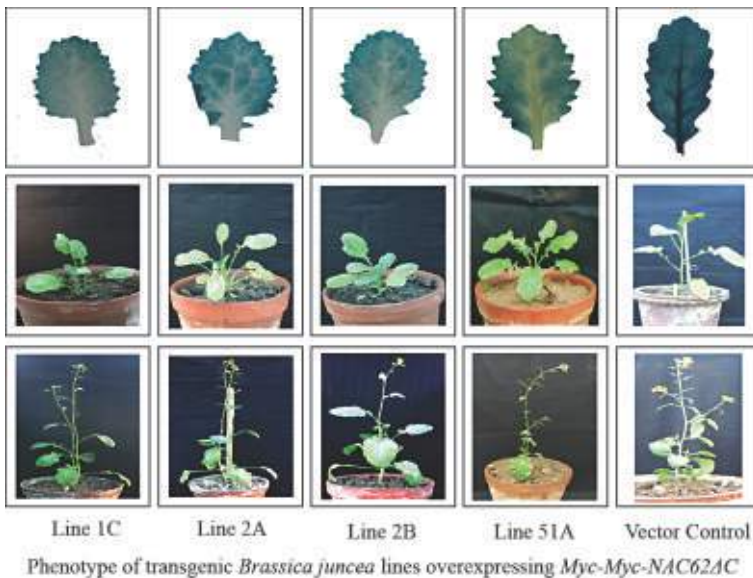 Line 1C Line 2A Line 2B Line 51A Vector Control
Phenotype of transgenic Brassica juncea lines overexpressing Myc-Myc-NAC62ΔC